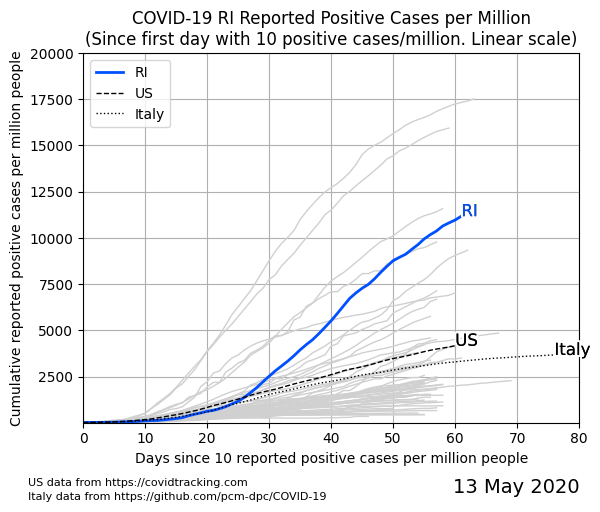 COVID-19 RI Reported Positive Cases per Million
(Since first day with 10 positive cases/million. Linear scale)
Cumulative reported positive cases per million people
20000
17500
15000
12500
10000
7500
5000
2500
RI
US
Italy
RI
US
Italy
0 10 20 30 40 50 60 70 80
Days since 10 reported positive cases per million people
US data from https://covidtracking.com
Italy data from https://github.com/pcm-dpc/COVID-19
13 May 2020